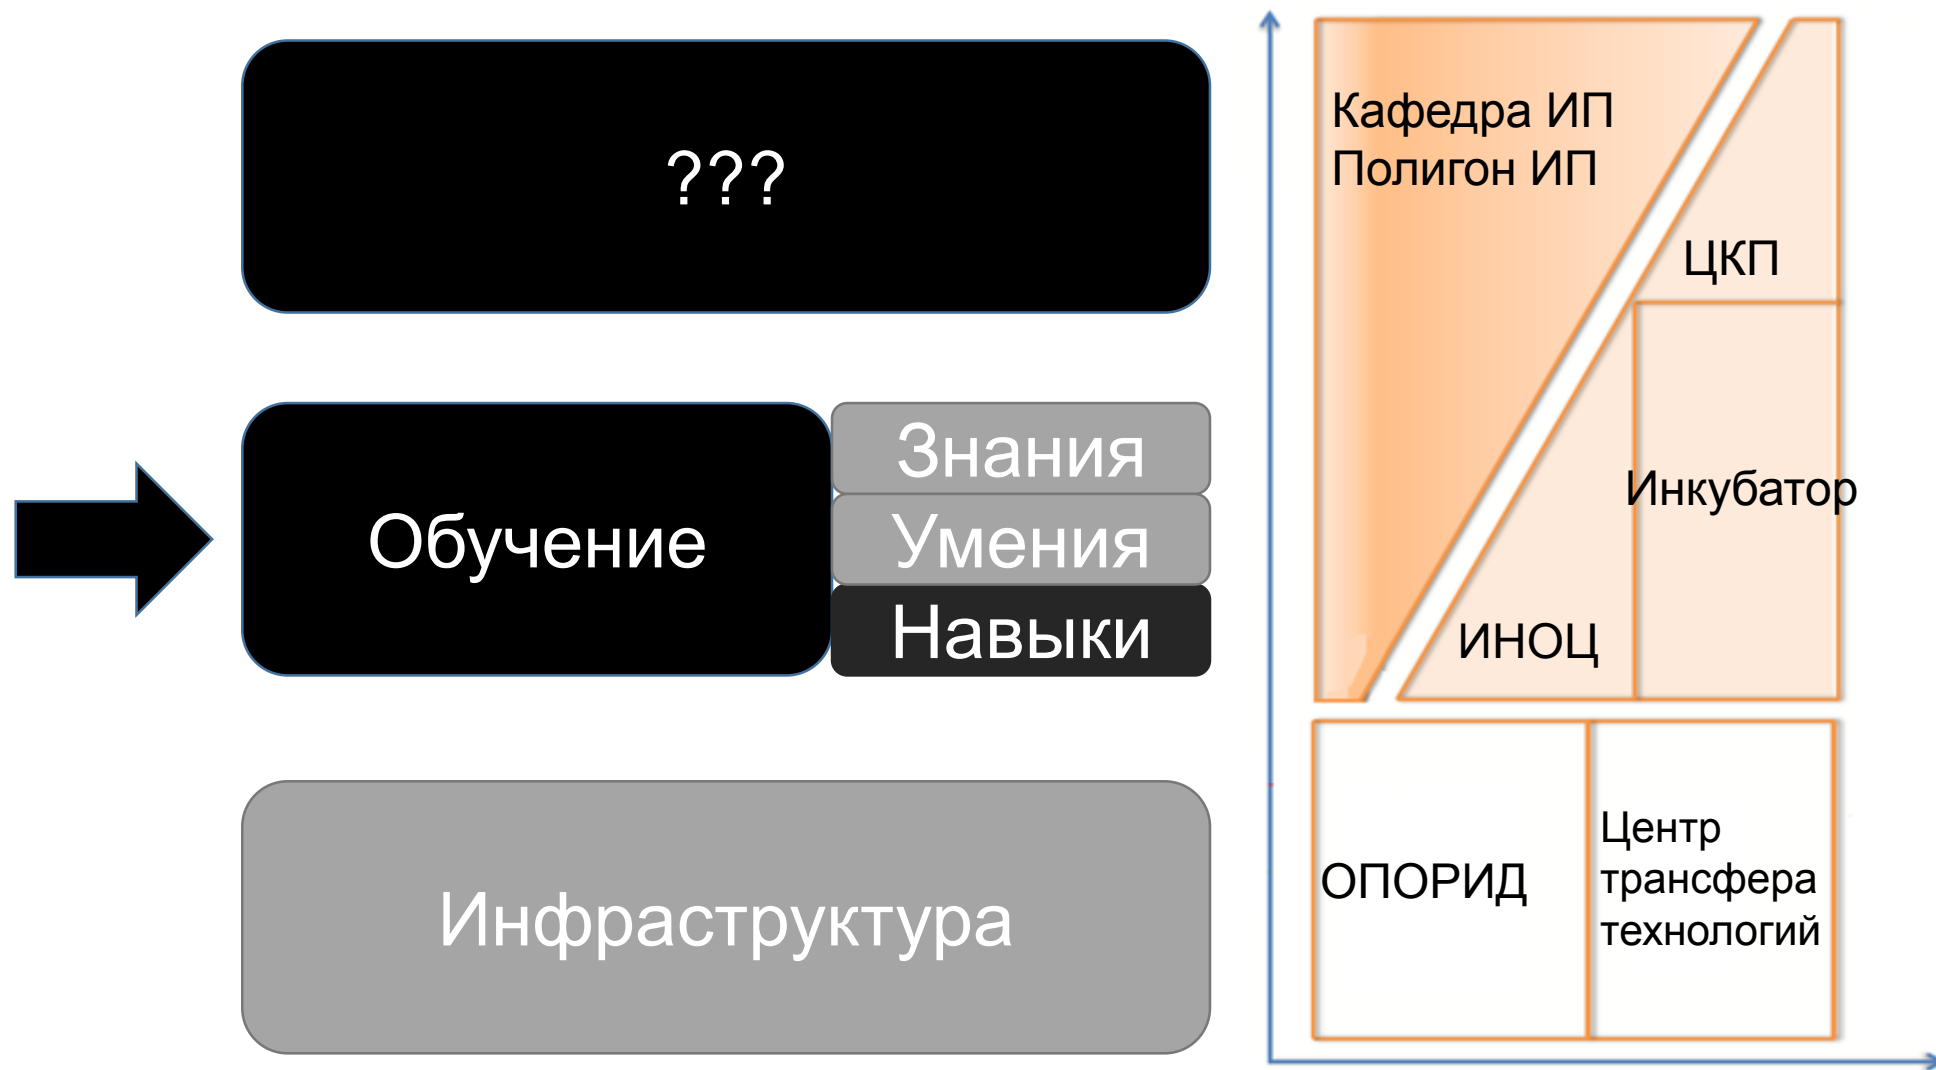 ???
Обучение
Знания
Умения
Навыки
Инфраструктура
Кафедра ИП
Полигон ИП
ЦКП
Инкубатор
ИНОЦ
ОПОРИД
Центр
трансфера
технологий